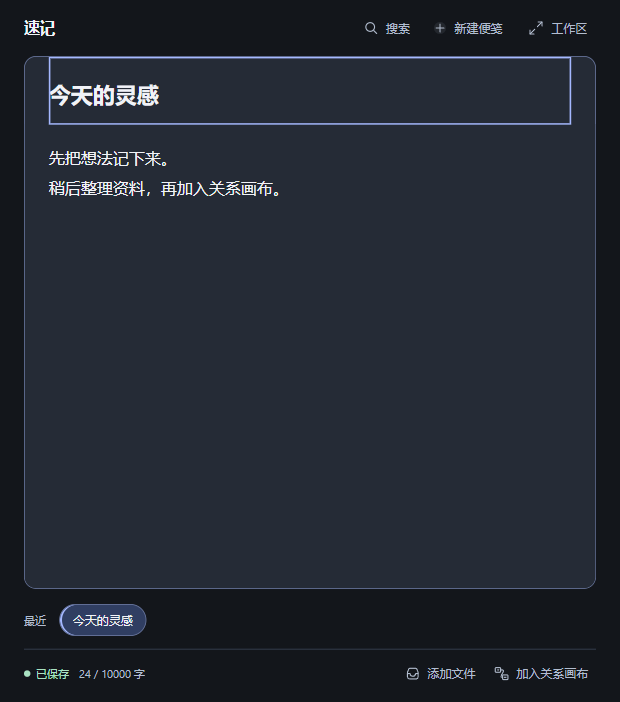 速记
搜索
新建便笺
工作区
今天的灵感
先把想法记下来。
稍后整理资料，再加入关系画布。
最近
今天的灵感
已保存 24 / 10000 字
添加文件
加入关系画布